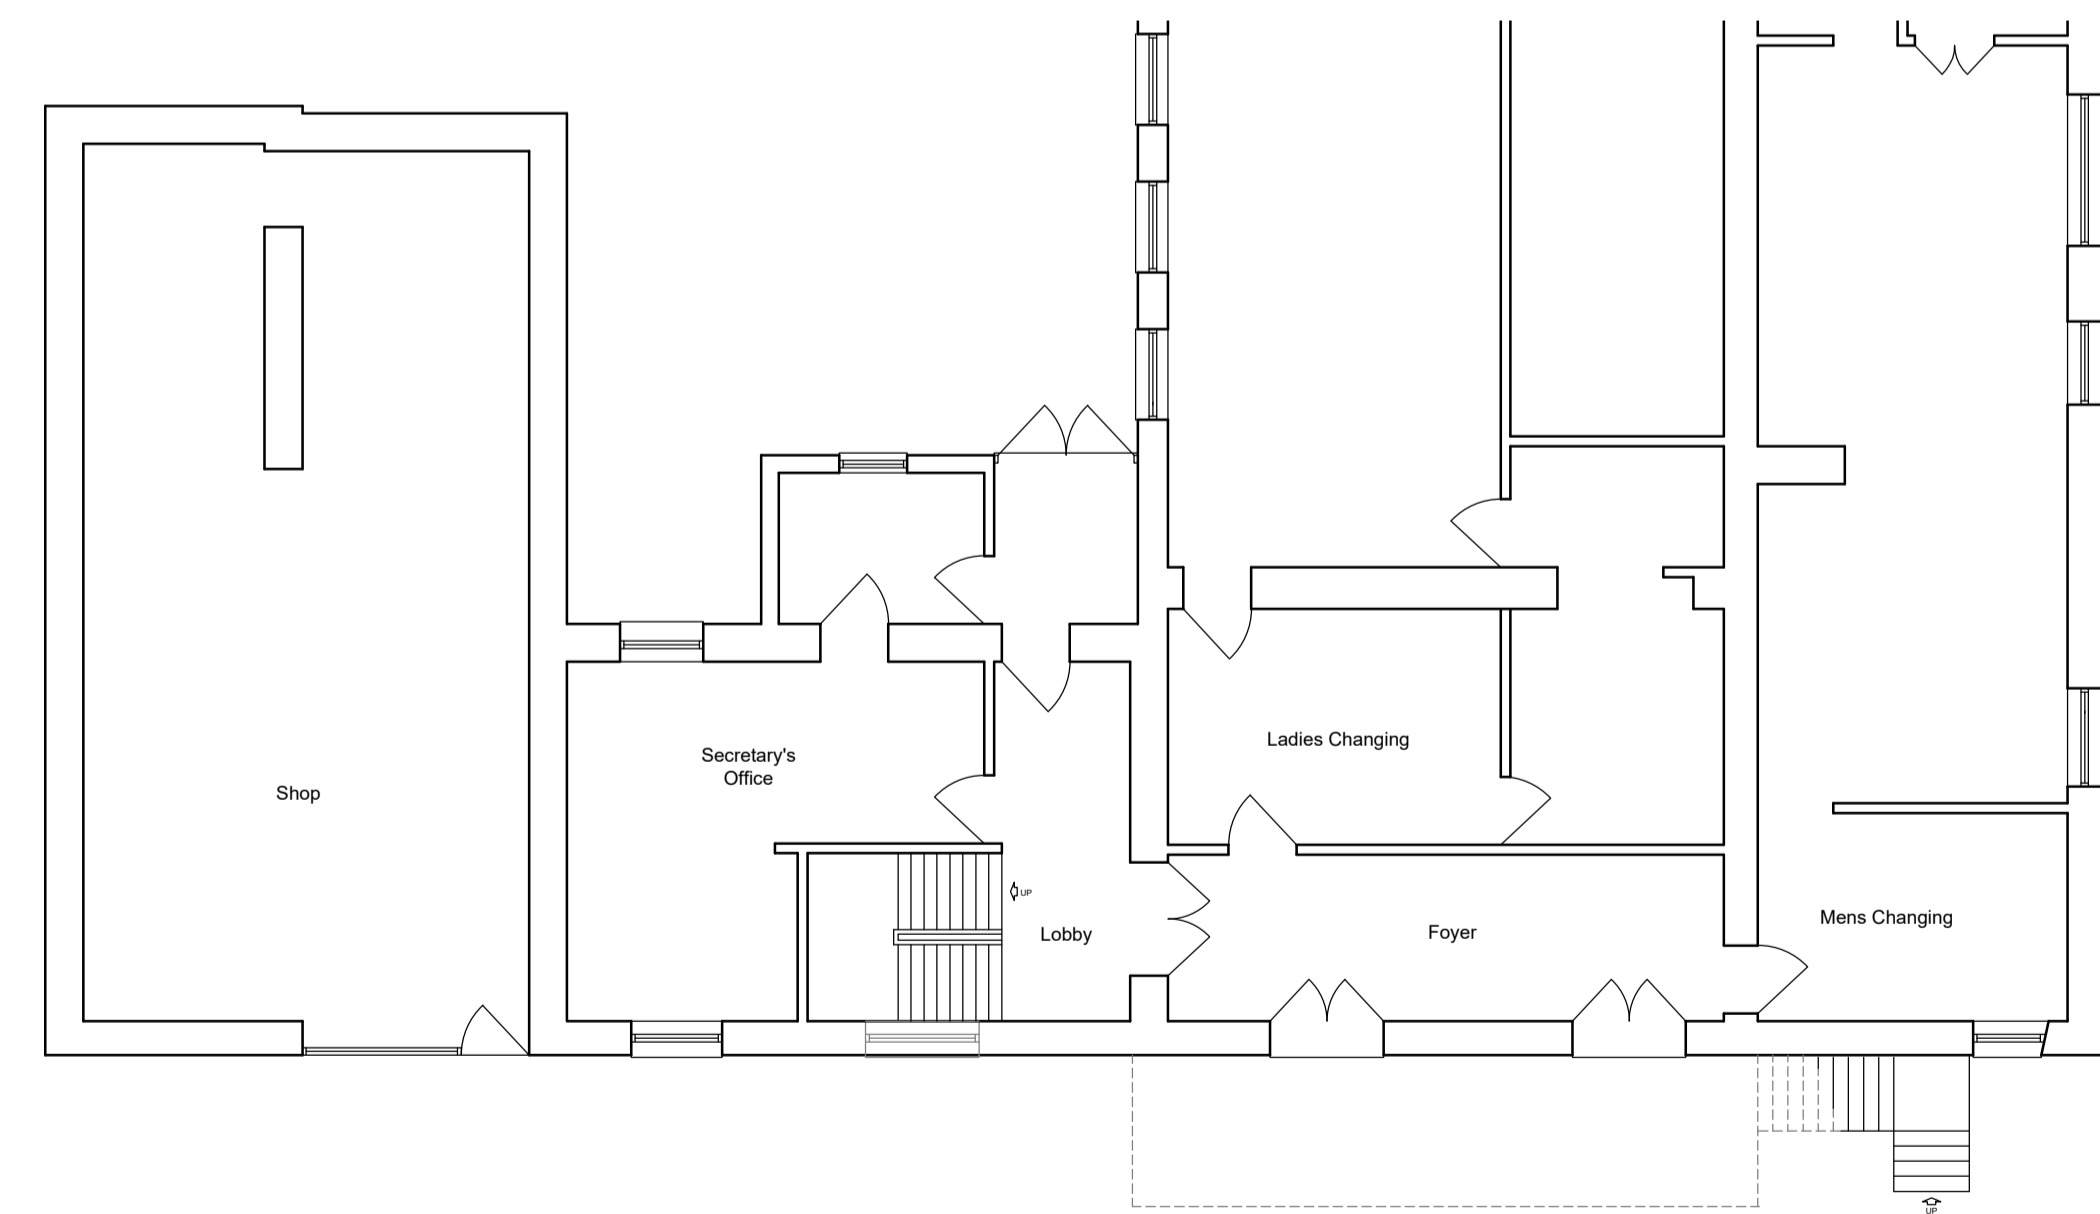 Secretary's
Office
Shop
Ladies Changing
UP
Lobby
Foyer
Mens Changing
UP